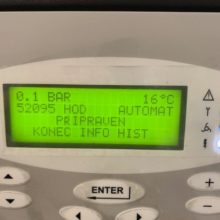 0.1 BAR 16°C
52095 HOD AUTOMAT
PRIPRAVEN
KONEC INFO HIST
ENTER
+
-